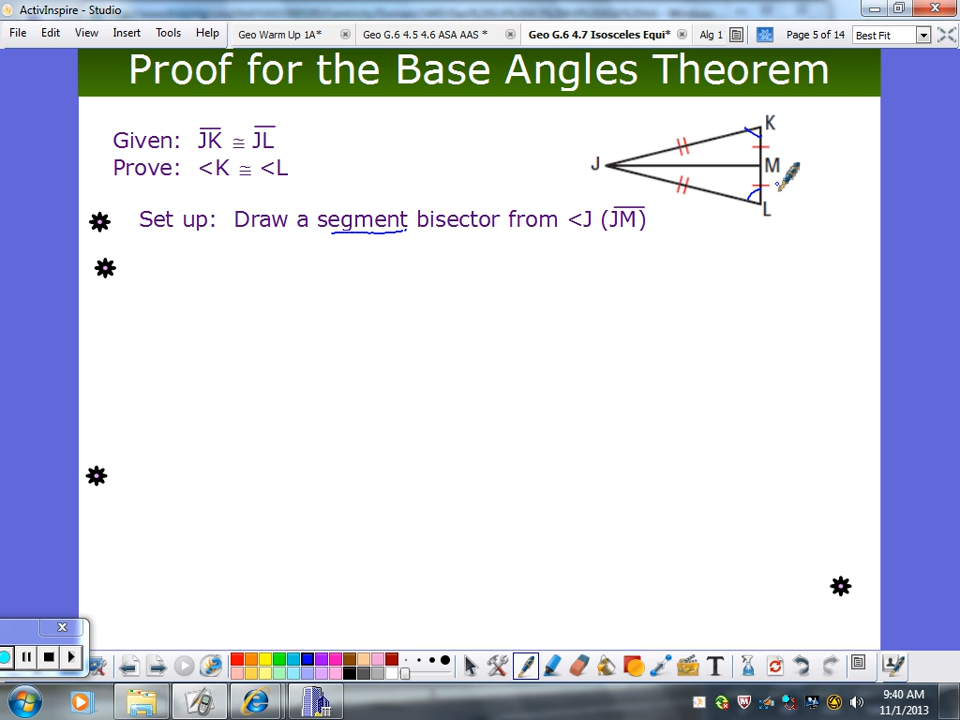 ActivInspire - Studio
File Edit View Insert Tools Help
Geo Warm Up 1A*
Geo G.6 4.5 4.6 ASA AAS *
Geo G.6 4.7 Isosceles Equi*
Alg 1
Page 5 of 14
Best Fit
Proof for the Base Angles Theorem
Given: JK ≅ JL
Prove: <K ≅ <L
K
J
M
L
Set up: Draw a segment bisector from <J (JM)
T
9:40 AM
11/1/2013